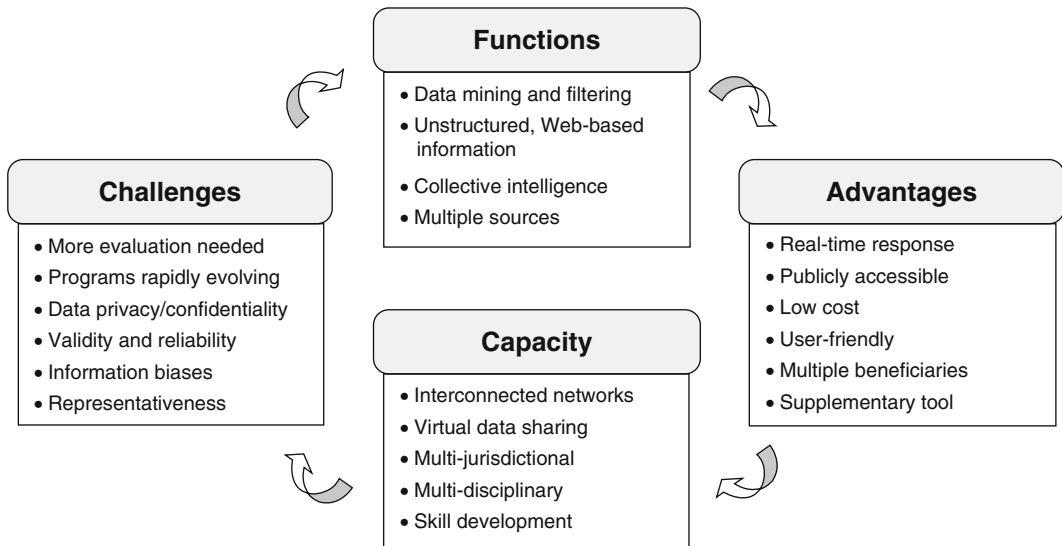 Functions
• Data mining and filtering
• Unstructured, Web-based
information
• Collective intelligence
• Multiple sources
Challenges
• More evaluation needed
• Programs rapidly evolving
• Data privacy/confidentiality
• Validity and reliability
• Information biases
• Representativeness
Advantages
• Real-time response
• Publicly accessible
• Low cost
• User-friendly
• Multiple beneficiaries
• Supplementary tool
Capacity
• Interconnected networks
• Virtual data sharing
• Multi-jurisdictional
• Multi-disciplinary
• Skill development